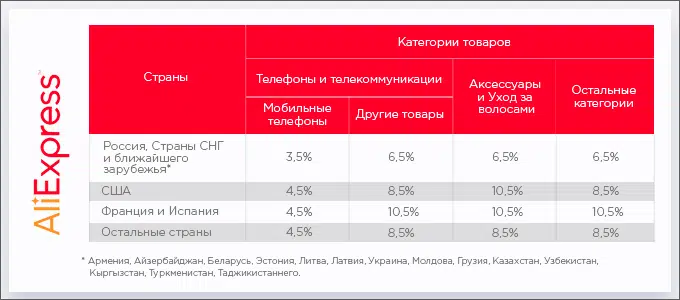 AliExpress
Категории товаров
Страны
Телефоны и телекоммуникации
Аксессуары
и Уход за
волосами
Остальные
категории
Мобильные
телефоны
Другие товары
Россия, Страны СНГ
и ближайшего
зарубежья*
3,5% 6,5% 6,5% 6,5%
США 4,5% 8,5% 10,5% 8,5%
Франция и Испания 4,5% 10,5% 10,5% 10,5%
Остальные страны 4,5% 8,5% 8,5% 8,5%
* Армения, Айзербайджан, Беларусь, Эстония, Литва, Латвия, Украина, Молдова, Грузия, Казахстан, Узбекистан,
Кыргызстан, Туркменистан, Таджикистаннего.